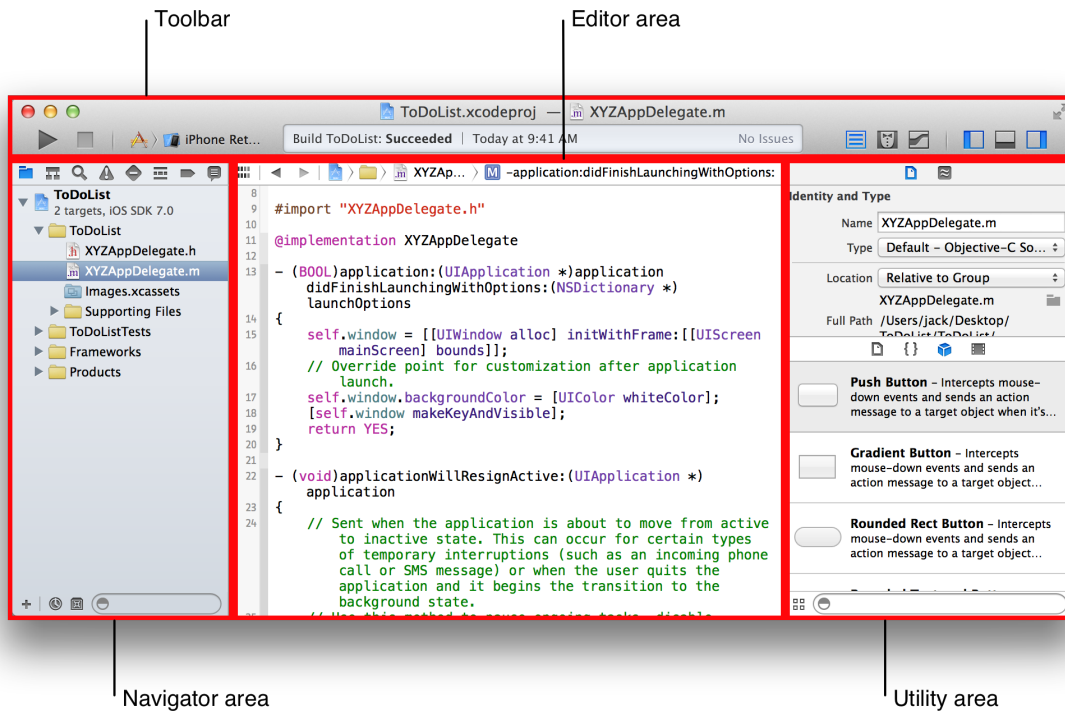 Toolbar
Editor area
ToDoList.xcodeproj — XYZAppDelegate.m
iPhone Ret...
Build ToDoList: Succeeded | Today at 9:41 AM
No Issues
ToDoList
2 targets, iOS SDK 7.0
ToDoList
XYZAppDelegate.h
XYZAppDelegate.m
Images.xcassets
Supporting Files
ToDoListTests
Frameworks
Products
XYZAp... M -application:didFinishLaunchingWithOptions:
8
9 #import "XYZAppDelegate.h"
10
11 @implementation XYZAppDelegate
12
13 - (BOOL)application:(UIApplication *)application
didFinishLaunchingWithOptions:(NSDictionary *)
launchOptions
14 {
15 self.window = [[UIWindow alloc] initWithFrame:[[UIScreen
mainScreen] bounds]];
16 // Override point for customization after application
launch.
17 self.window.backgroundColor = [UIColor whiteColor];
18 [self.window makeKeyAndVisible];
19 return YES;
20 }
21
22 - (void)applicationWillResignActive:(UIApplication *)
application
23 {
24 // Sent when the application is about to move from active
to inactive state. This can occur for certain types
of temporary interruptions (such as an incoming phone
call or SMS message) or when the user quits the
application and it begins the transition to the
background state.
Identity and Type
Name XYZAppDelegate.m
Type Default - Objective-C So...
Location Relative to Group
XYZAppDelegate.m
Full Path /Users/jack/Desktop/
ToDoList/ToDoList/
Push Button – Intercepts mouse-
down events and sends an action
message to a target object when it's...
Gradient Button – Intercepts
mouse-down events and sends an
action message to a target object...
Rounded Rect Button – Intercepts
mouse-down events and sends an
action message to a target object...
Navigator area
Utility area